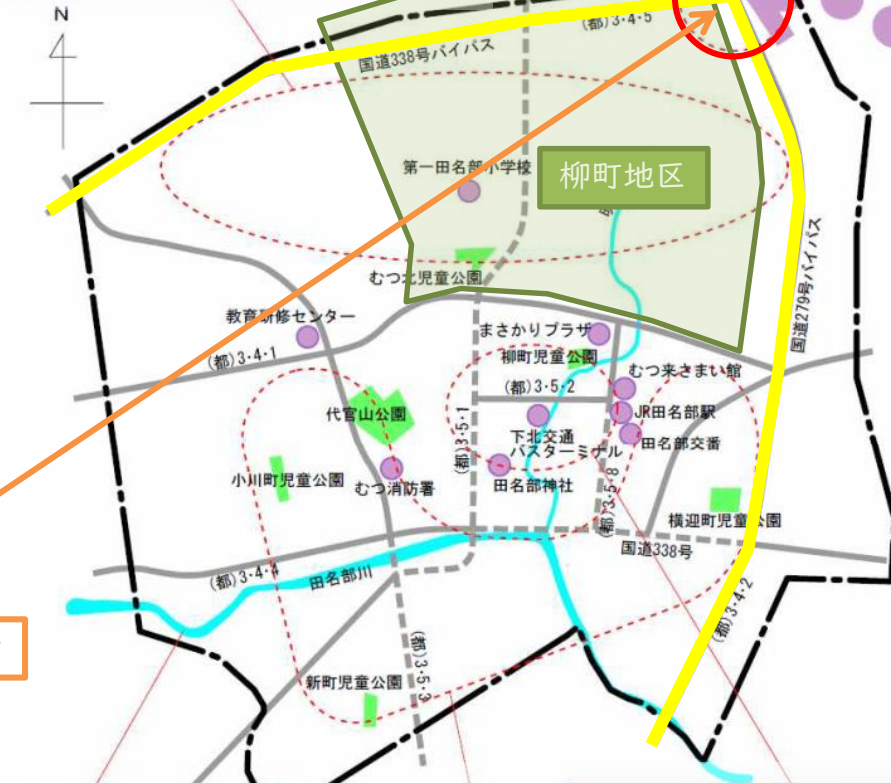 N
(都)3・4・5
国道338号バイパス
第一田名部小学校
柳町地区
むつ北児童公園
国道279号バイパス
教育研修センター
まさかりプラザ
(都)3・4・1
柳町児童公園
むつ来さまい館
(都)3・5・2
代官山公園
JR田名部駅
(都)3・5・1
下北交通
バスターミナル
田名部交番
小川町児童公園
むつ消防署
田名部神社
(都)3・5・8
横迎町児童公園
国道338号
(都)3・4・4
田名部川
(都)3・4・2
(都)3・5・3
新町児童公園